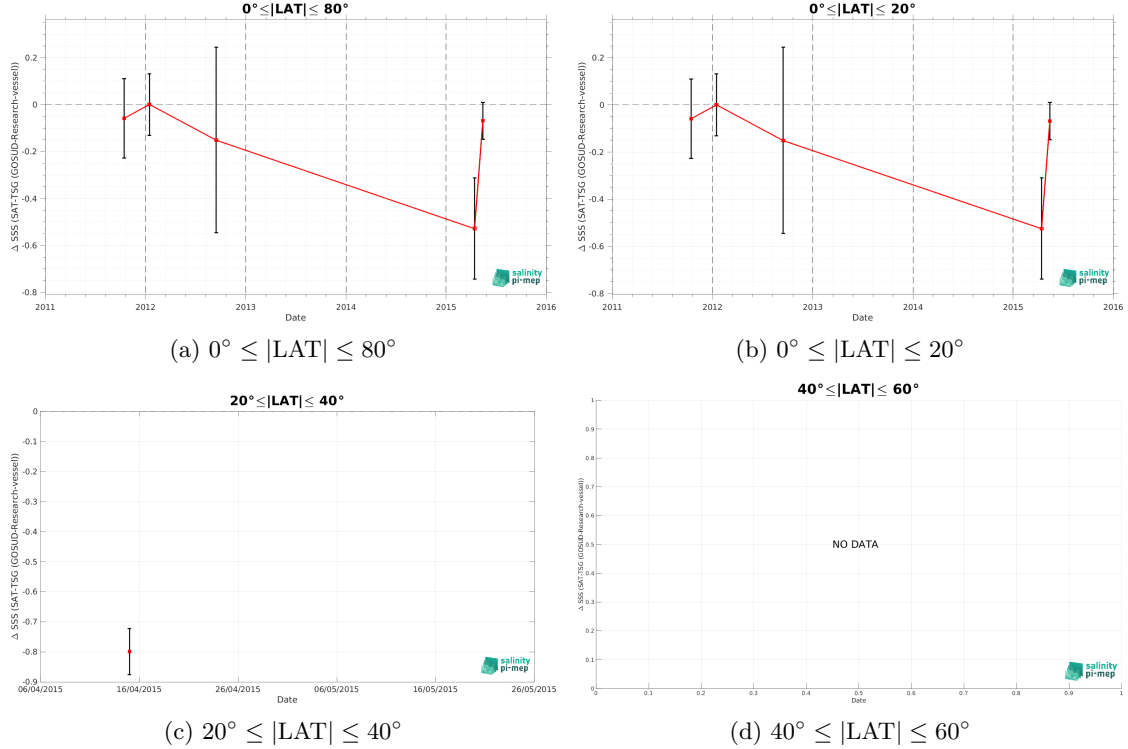 0°≤|LAT|≤ 80°
Δ SSS (SAT-TSG (GOSUD-Research-vessel))
0.2
0
-0.2
-0.4
-0.6
-0.8
2011 2012 2013 2014 2015 2016
Date
salinity
pi-mep
(a) 0° ≤ |LAT| ≤ 80°
0°≤|LAT|≤ 20°
Δ SSS (SAT-TSG (GOSUD-Research-vessel))
0.2
0
-0.2
-0.4
-0.6
-0.8
2011 2012 2013 2014 2015 2016
Date
salinity
pi-mep
(b) 0° ≤ |LAT| ≤ 20°
20°≤|LAT|≤ 40°
Δ SSS (SAT-TSG (GOSUD-Research-vessel))
0
-0.1
-0.2
-0.3
-0.4
-0.5
-0.6
-0.7
-0.8
-0.9
06/04/2015 16/04/2015 26/04/2015 06/05/2015 16/05/2015 26/05/2015
Date
salinity
pi-mep
(c) 20° ≤ |LAT| ≤ 40°
40°≤|LAT|≤ 60°
Δ SSS (SAT-TSG (GOSUD-Research-vessel))
1
0.9
0.8
0.7
0.6
0.5
0.4
0.3
0.2
0.1
0
NO DATA
0 0.1 0.2 0.3 0.4 0.5 0.6 0.7 0.8 0.9 1
Date
salinity
pi-mep
(d) 40° ≤ |LAT| ≤ 60°